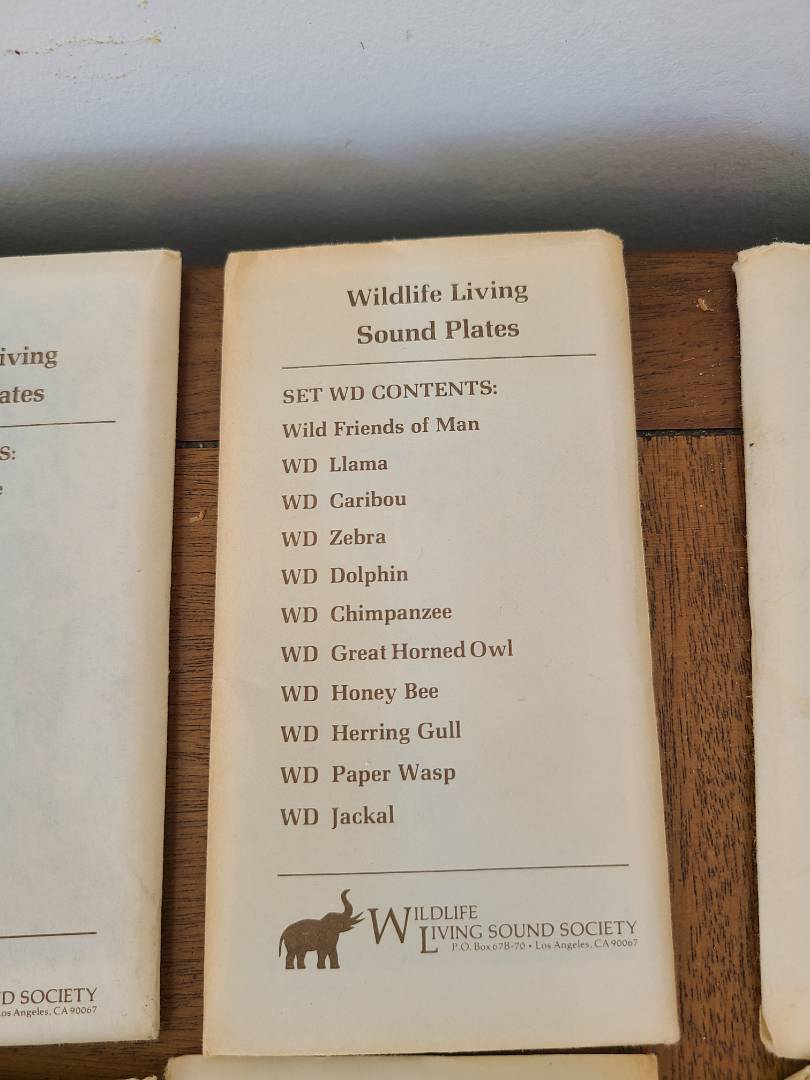 Wildlife Living
Sound Plates
SET WD CONTENTS:
Wild Friends of Man
WD Llama
WD Caribou
WD Zebra
WD Dolphin
WD Chimpanzee
WD Great Horned Owl
WD Honey Bee
WD Herring Gull
WD Paper Wasp
WD Jackal
WILDLIFE
LIVING SOUND SOCIETY
P.O. Box 67B-70 • Los Angeles, CA 90067
iving
ates
S:
e
D SOCIETY
os Angeles, CA 90067